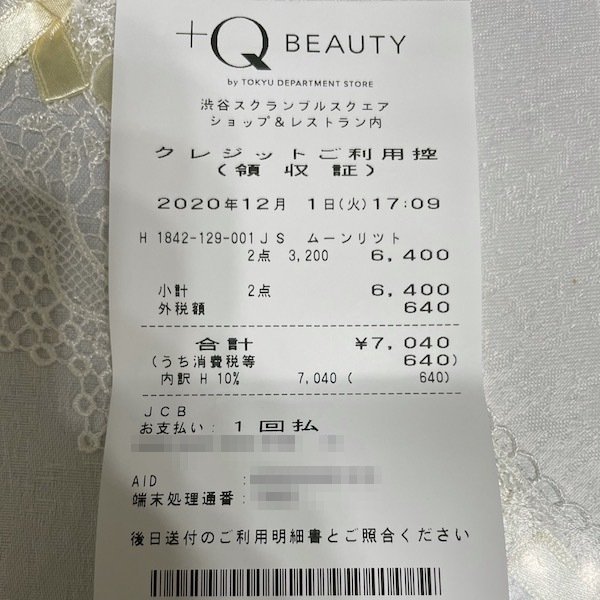 +Q BEAUTY
by TOKYU DEPARTMENT STORE
渋谷スクランブルスクエア
ショップ&レストラン内
クレジットご利用控
(領収証)
2020年12月 1日(火)17:09
H 1842-129-001JS ムーンリツト
2点 3,200 6,400
小計 2点 6,400
外税額 640
合計 ¥7,040
(うち消費税等 640)
内訳 H 10% 7,040 ( 640)
JCB
お支払い: 1回払
AID :
端末処理通番:
後日送付のご利用明細書とご照合ください